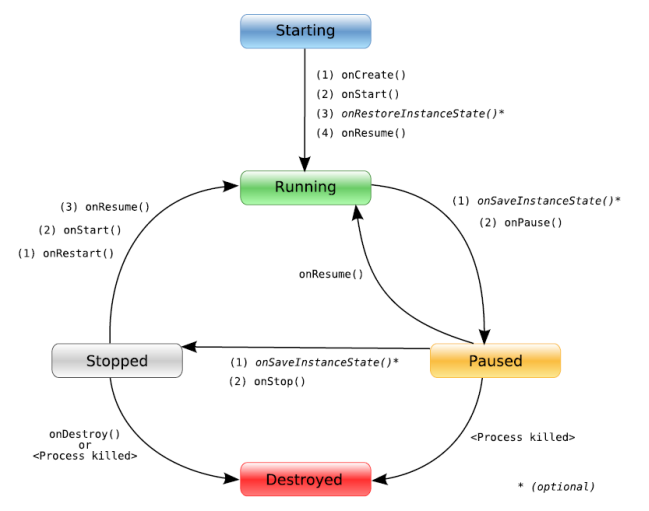 Starting
(1) onCreate()
(2) onStart()
(3) onRestoreInstanceState()*
(4) onResume()
Running
(3) onResume()
(2) onStart()
(1) onRestart()
(1) onSaveInstanceState()*
(2) onPause()
onResume()
Stopped
(1) onSaveInstanceState()*
(2) onStop()
Paused
onDestroy()
or
<Process killed>
<Process killed>
Destroyed
* (optional)